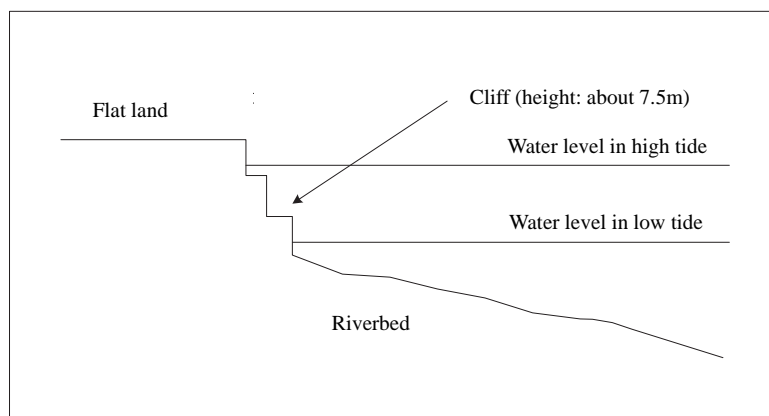 Flat land
Cliff (height: about 7.5m)
Water level in high tide
Water level in low tide
Riverbed